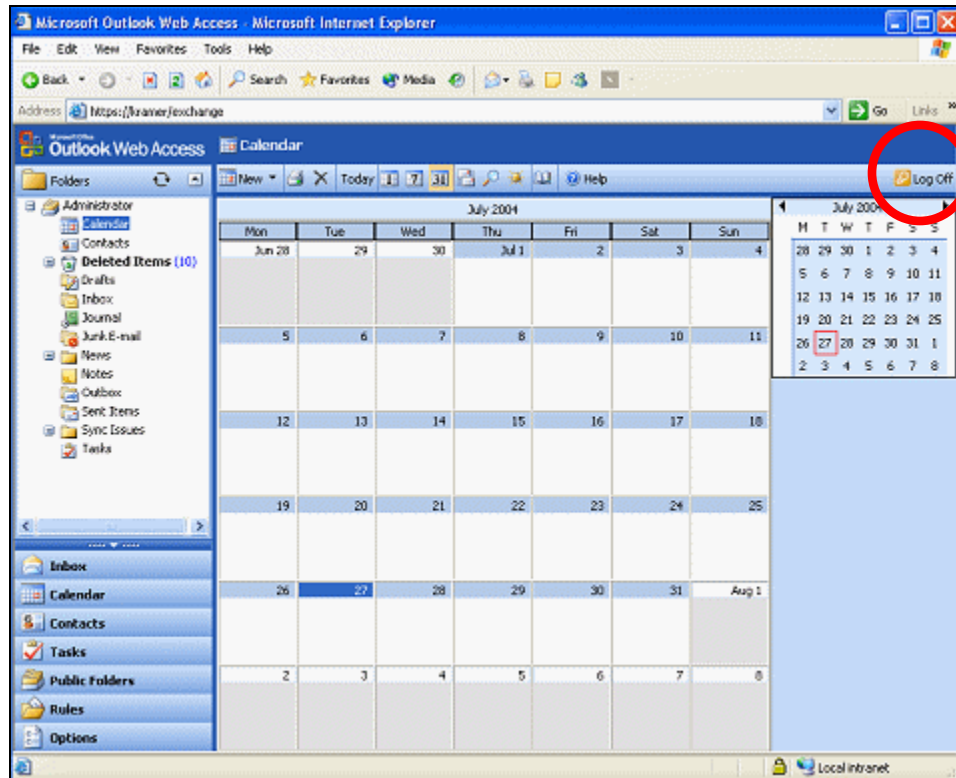 Microsoft Outlook Web Access - Microsoft Internet Explorer
File Edit View Favorites Tools Help
Back Search Favorites Media
Address https://kramer/exchange Go Links »
Microsoft Office
Outlook Web Access Calendar
Folders New Today 1 7 31 Help Log Off
Administrator
Calendar
Contacts
Deleted Items (10)
Drafts
Inbox
Journal
Junk E-mail
News
Notes
Outbox
Sent Items
Sync Issues
Tasks
Inbox
Calendar
Contacts
Tasks
Public Folders
Rules
Options
July 2004
Mon Tue Wed Thu Fri Sat Sun
Jun 28 29 30 Jul 1 2 3 4
5 6 7 8 9 10 11
12 13 14 15 16 17 18
19 20 21 22 23 24 25
26 27 28 29 30 31 Aug 1
2 3 4 5 6 7 8
July 2004
M T W T F S S
28 29 30 1 2 3 4
5 6 7 8 9 10 11
12 13 14 15 16 17 18
19 20 21 22 23 24 25
26 27 28 29 30 31 1
2 3 4 5 6 7 8
Local intranet